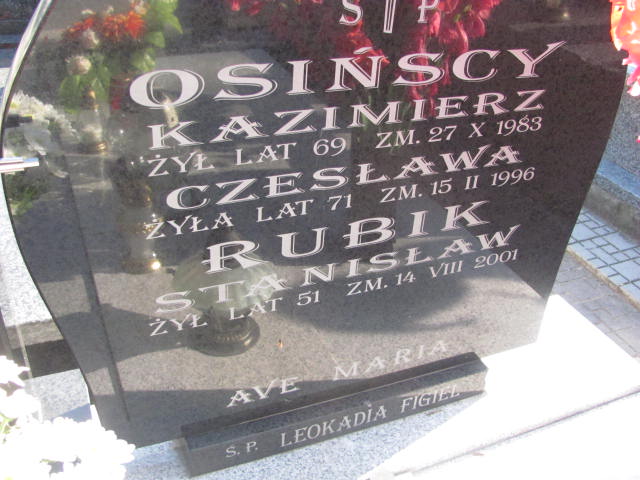 Ś P
OSIŃSCY
KAZIMIERZ
ŻYŁ LAT 69 ZM. 27 X 1983
CZESŁAWA
ŻYŁA LAT 71 ZM. 15 II 1996
RUBIK
STANISŁAW
ŻYŁ LAT 51 ZM. 14 VIII 2001
AVE MARIA
Ś.P. LEOKADIA FIGIEL